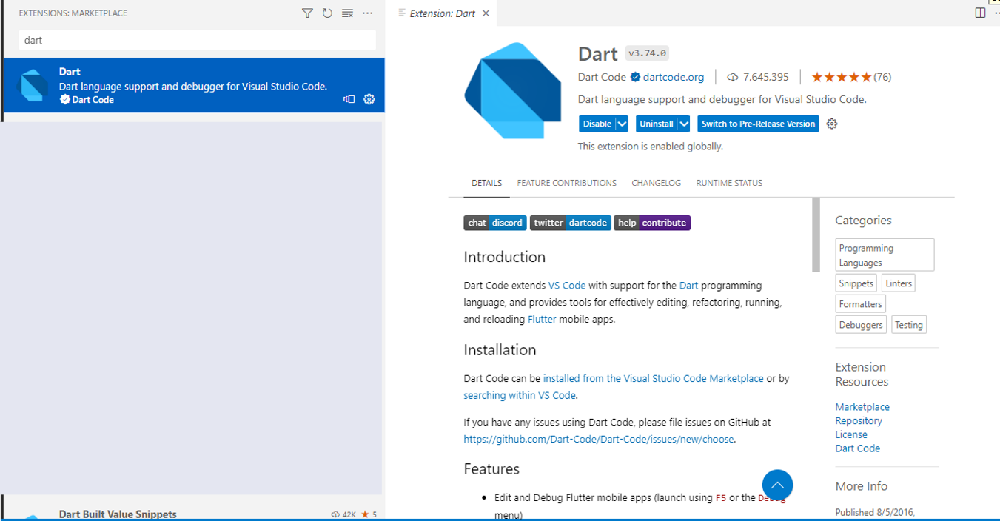 EXTENSIONS: MARKETPLACE
dart
Dart
Dart language support and debugger for Visual Studio Code.
Dart Code
Dart Built Value Snippets
42K ★ 5
Extension: Dart
Dart v3.74.0
Dart Code dartcode.org 7,645,395 ★★★★★(76)
Dart language support and debugger for Visual Studio Code.
Disable Uninstall Switch to Pre-Release Version
This extension is enabled globally.
DETAILS FEATURE CONTRIBUTIONS CHANGELOG RUNTIME STATUS
chat discord twitter dartcode help contribute
Introduction
Dart Code extends VS Code with support for the Dart programming
language, and provides tools for effectively editing, refactoring, running,
and reloading Flutter mobile apps.
Installation
Dart Code can be installed from the Visual Studio Code Marketplace or by
searching within VS Code.
If you have any issues using Dart Code, please file issues on GitHub at
https://github.com/Dart-Code/Dart-Code/issues/new/choose.
Features
• Edit and Debug Flutter mobile apps (launch using F5 or the Debug
menu)
Categories
Programming
Languages
Snippets Linters
Formatters
Debuggers Testing
Extension
Resources
Marketplace
Repository
License
Dart Code
More Info
Published 8/5/2016,